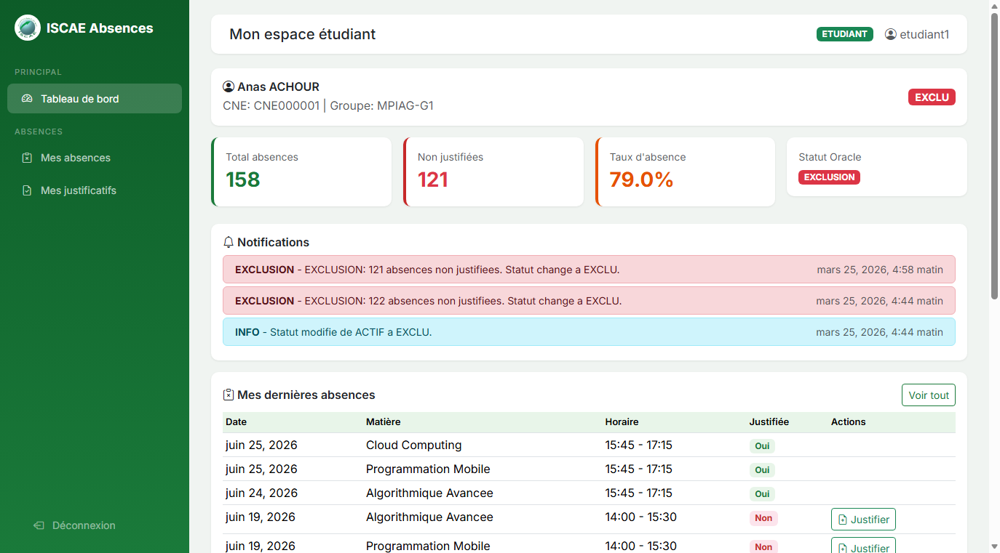 ISCAE Absences
PRINCIPAL
Tableau de bord
ABSENCES
Mes absences
Mes justificatifs
Déconnexion
Mon espace étudiant
ETUDIANT etudiant1
Anas ACHOUR
CNE: CNE000001 | Groupe: MPIAG-G1
EXCLU
Total absences
158
Non justifiées
121
Taux d'absence
79.0%
Statut Oracle
EXCLUSION
Notifications
EXCLUSION - EXCLUSION: 121 absences non justifiees. Statut change a EXCLU. mars 25, 2026, 4:58 matin
EXCLUSION - EXCLUSION: 122 absences non justifiees. Statut change a EXCLU. mars 25, 2026, 4:44 matin
INFO - Statut modifie de ACTIF a EXCLU. mars 25, 2026, 4:44 matin
Mes dernières absences
Voir tout
Date Matière Horaire Justifiée Actions
juin 25, 2026 Cloud Computing 15:45 - 17:15 Oui
juin 25, 2026 Programmation Mobile 15:45 - 17:15 Oui
juin 24, 2026 Algorithmique Avancee 15:45 - 17:15 Oui
juin 19, 2026 Algorithmique Avancee 14:00 - 15:30 Non Justifier
juin 19, 2026 Programmation Mobile 14:00 - 15:30 Non Justifier